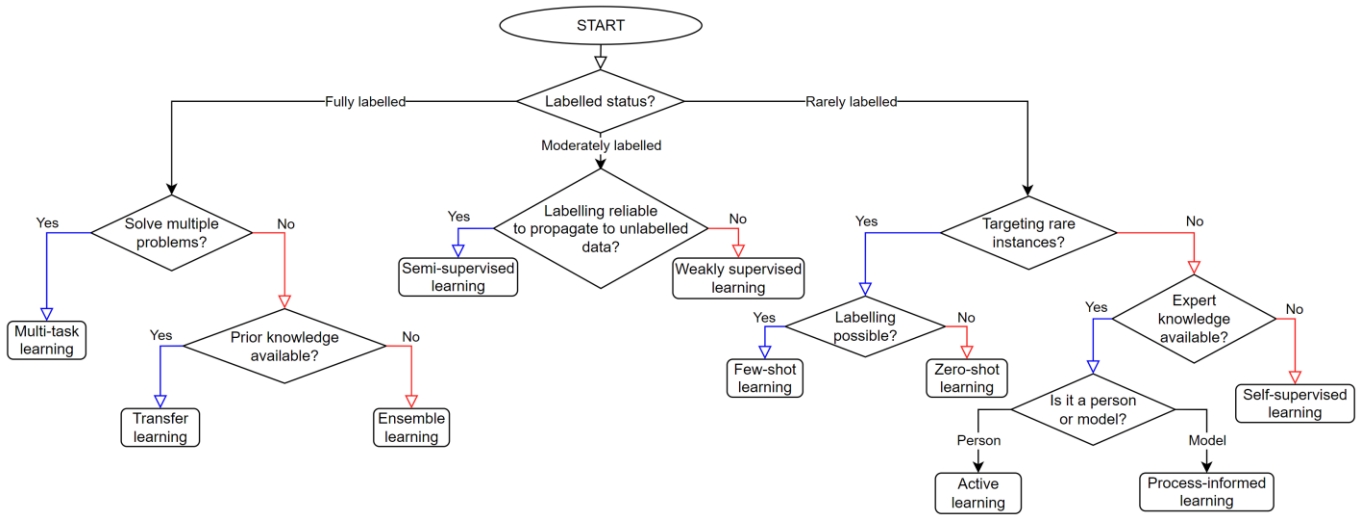 START
Fully labelled
Labelled status?
Rarely labelled
Moderately labelled
Yes
Solve multiple
problems?
No
Yes
Labelling reliable
to propagate to unlabelled
data?
No
Yes
Targeting rare
instances?
No
Semi-supervised
learning
Weakly supervised
learning
Multi-task
learning
Yes
Prior knowledge
available?
No
Yes
Labelling
possible?
No
Yes
Expert
knowledge
available?
No
Few-shot
learning
Zero-shot
learning
Self-supervised
learning
Transfer
learning
Ensemble
learning
Is it a person
or model?
Person
Model
Active
learning
Process-informed
learning